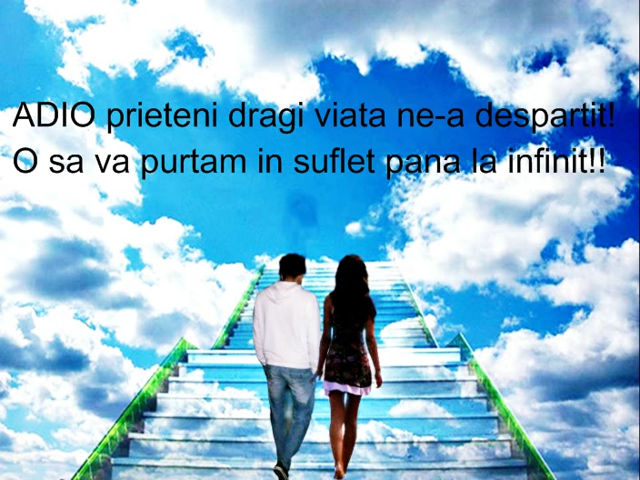 ADIO prieteni dragi viata ne-a despartit!
O sa va purtam in suflet pana la infinit!!